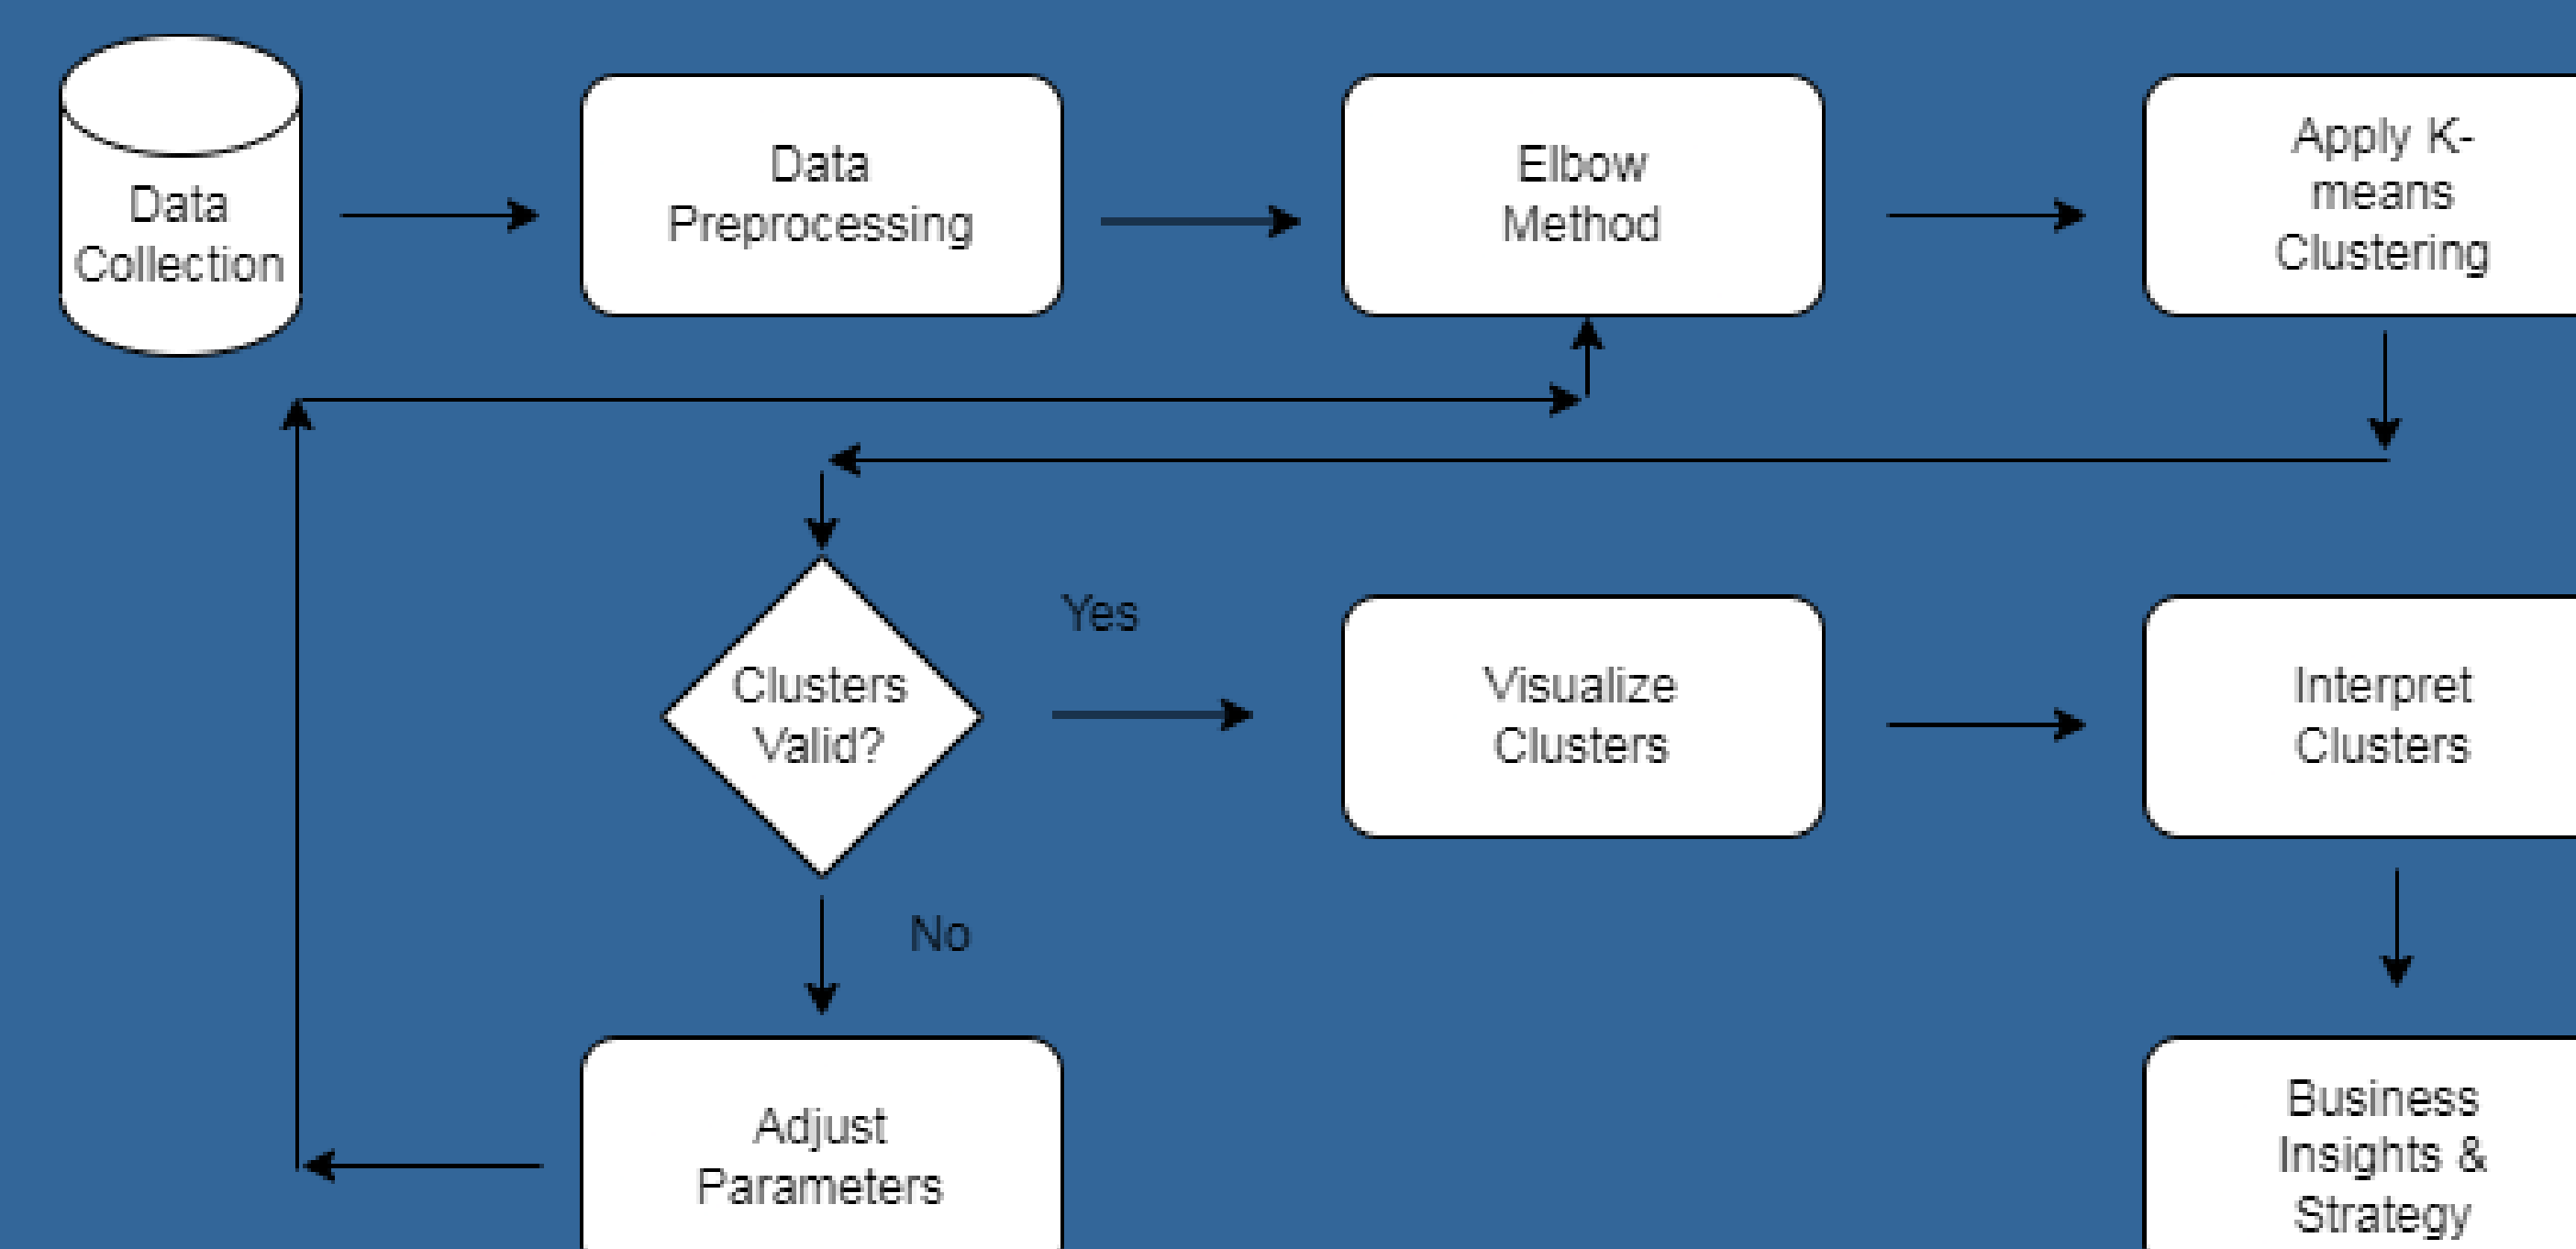 Data
Collection
Data
Preprocessing
Elbow
Method
Apply K-
means
Clustering
Clusters
Valid?
Yes
Visualize
Clusters
Interpret
Clusters
No
Adjust
Parameters
Business
Insights &
Strategy